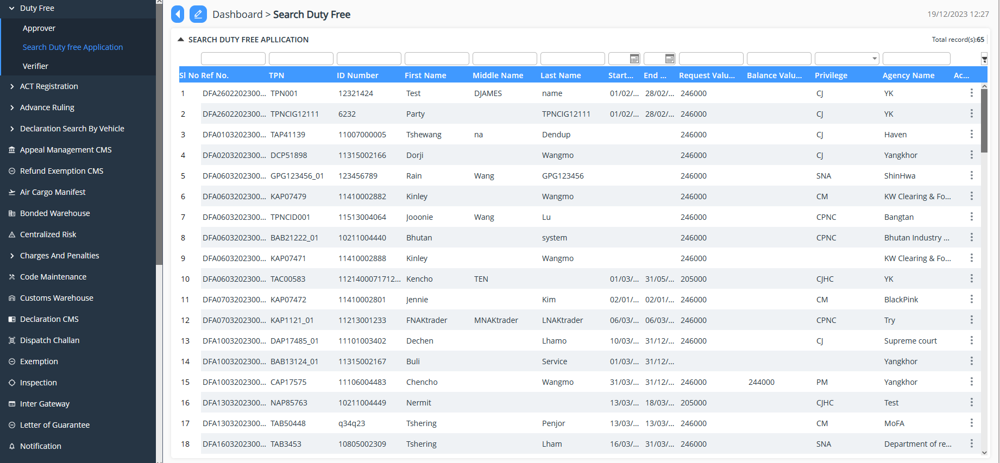 Duty Free
Approver
Search Duty free Application
Verifier
ACT Registration
Advance Ruling
Declaration Search By Vehicle
Appeal Management CMS
Refund Exemption CMS
Air Cargo Manifest
Bonded Warehouse
Centralized Risk
Charges And Penalties
Code Maintenance
Customs Warehouse
Declaration CMS
Dispatch Challan
Exemption
Inspection
Inter Gateway
Letter of Guarantee
Notification
Dashboard > Search Duty Free
19/12/2023 12:27
SEARCH DUTY FREE APLLICATION
Total record(s):65
Sl No Ref No. TPN ID Number First Name Middle Name Last Name Start... End ... Request Valu... Balance Valu... Privilege Agency Name Ac...
1 DFA2602202300... TPN001 12321424 Test DJAMES name 01/02/... 28/02/... 246000 CJ YK
2 DFA2602202300... TPNCIG12111 6232 Party TPNCIG12111 01/02/... 28/02/... 246000 CJ YK
3 DFA0103202300... TAP41139 11007000005 Tshewang na Dendup 246000 CJ Haven
4 DFA0203202300... DCP51898 11315002166 Dorji Wangmo 246000 CJ Yangkhor
5 DFA0603202300... GPG123456_01 123456789 Rain Wang GPG123456 246000 SNA ShinHwa
6 DFA0603202300... KAP07479 11410002882 Kinley Wangmo 246000 CM KW Clearing & Fo...
7 DFA0603202300... TPNCID001 11513004064 Jooonie Wang Lu 246000 CPNC Bangtan
8 DFA0603202300... BAB21222_01 10211004440 Bhutan system 246000 CPNC Bhutan Industry ...
9 DFA0603202300... KAP07471 11410002888 Kinley Wangmo 246000 KW Clearing & Fo...
10 DFA0603202300... TAC00583 1121400071712... Kencho TEN 01/03/... 31/05/... 205000 CJHC YK
11 DFA0703202300... KAP07472 11410002801 Jennie Kim 02/01/... 02/01/... 246000 CM BlackPink
12 DFA0703202300... KAP1121_01 11213001233 FNAKtrader MNAKtrader LNAKtrader 06/03/... 06/03/... 246000 CPNC Try
13 DFA1003202300... DAP17485_01 11101003402 Dechen Lhamo 10/03/... 31/12/... 246000 CJ Supreme court
14 DFA1003202300... BAB13124_01 11315002167 Buli Service 01/03/... 31/12/... Yangkhor
15 DFA1003202300... CAP17575 11106004483 Chencho Wangmo 31/03/... 31/12/... 246000 244000 PM Yangkhor
16 DFA1303202300... NAP85763 10211004449 Nermit 13/03/... 18/03/... 205000 CJHC Test
17 DFA1303202300... TAB50448 q34q23 Tshering Penjor 13/03/... 13/03/... 246000 CM MoFA
18 DFA1603202300... TAB3453 10805002309 Tshering Lham 16/03/... 31/03/... 246000 SNA Department of re...